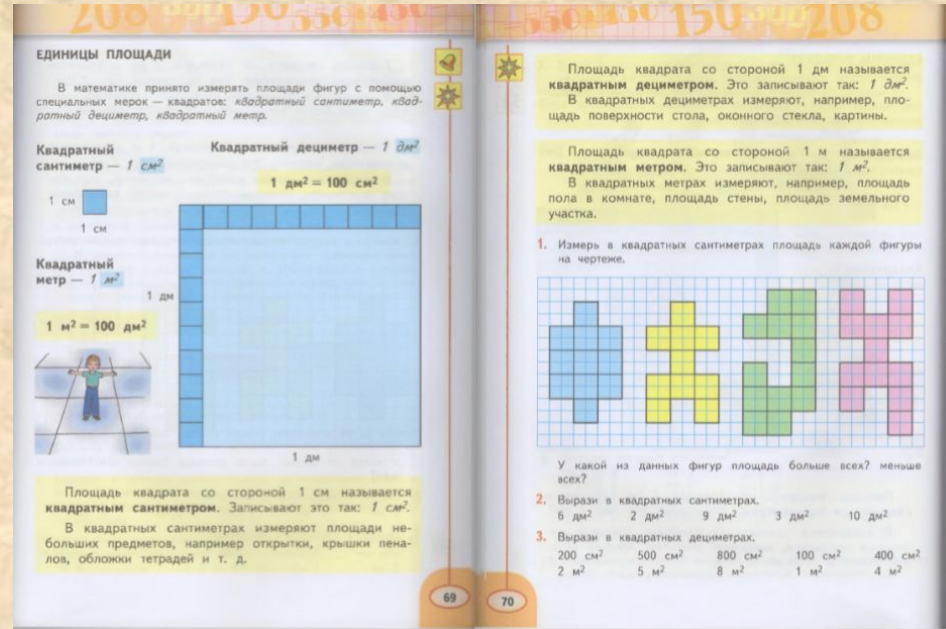 ЕДИНИЦЫ ПЛОЩАДИ
В математике принято измерять площади фигур с помощью
специальных мерок — квадратов: квадратный сантиметр, квад-
ратный дециметр, квадратный метр.
Квадратный
сантиметр — 1 см²
1 см
1 см
Квадратный дециметр — 1 дм²
1 дм² = 100 см²
Квадратный
метр — 1 м²
1 дм
1 м² = 100 дм²
1 дм
Площадь квадрата со стороной 1 см называется
квадратным сантиметром. Записывают это так: 1 см².
В квадратных сантиметрах измеряют площади не-
больших предметов, например открытки, крышки пена-
лов, обложки тетрадей и т. д.
69
208 150
Площадь квадрата со стороной 1 дм называется
квадратным дециметром. Это записывают так: 1 дм².
В квадратных дециметрах измеряют, например, пло-
щадь поверхности стола, оконного стекла, картины.
Площадь квадрата со стороной 1 м называется
квадратным метром. Это записывают так: 1 м².
В квадратных метрах измеряют, например, площадь
пола в комнате, площадь стены, площадь земельного
участка.
1. Измерь в квадратных сантиметрах площадь каждой фигуры
на чертеже.
У какой из данных фигур площадь больше всех? меньше
всех?
2. Вырази в квадратных сантиметрах.
6 дм² 2 дм² 9 дм² 3 дм² 10 дм²
3. Вырази в квадратных дециметрах.
200 см² 500 см² 800 см² 100 см² 400 см²
2 м² 5 м² 8 м² 1 м² 4 м²
70
550 150 208